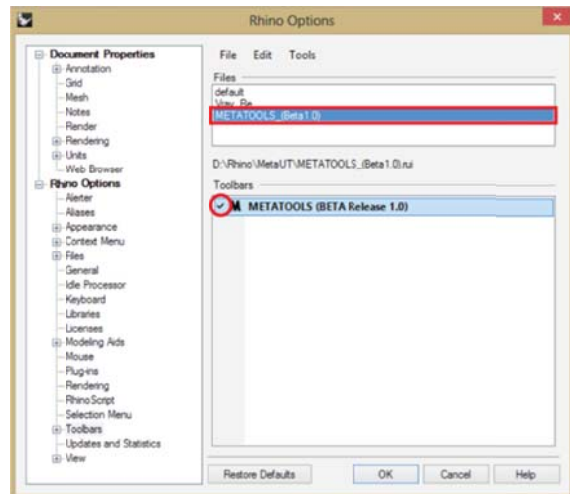 Rhino Options
Document Properties
Annotation
Grid
Mesh
Notes
Render
Rendering
Units
Web Browser
Rhino Options
Alerter
Aliases
Appearance
Context Menu
Files
General
Idle Processor
Keyboard
Libraries
Licenses
Modeling Aids
Mouse
Plug-ins
Rendering
RhinoScript
Selection Menu
Toolbars
Updates and Statistics
View
File Edit Tools
Files
default
Vray_Re
METATOOLS_(Beta1.0)
D:\Rhino\MetaUT\METATOOLS_(Beta1.0).rui
Toolbars
M METATOOLS (BETA Release 1.0)
Restore Defaults OK Cancel Help